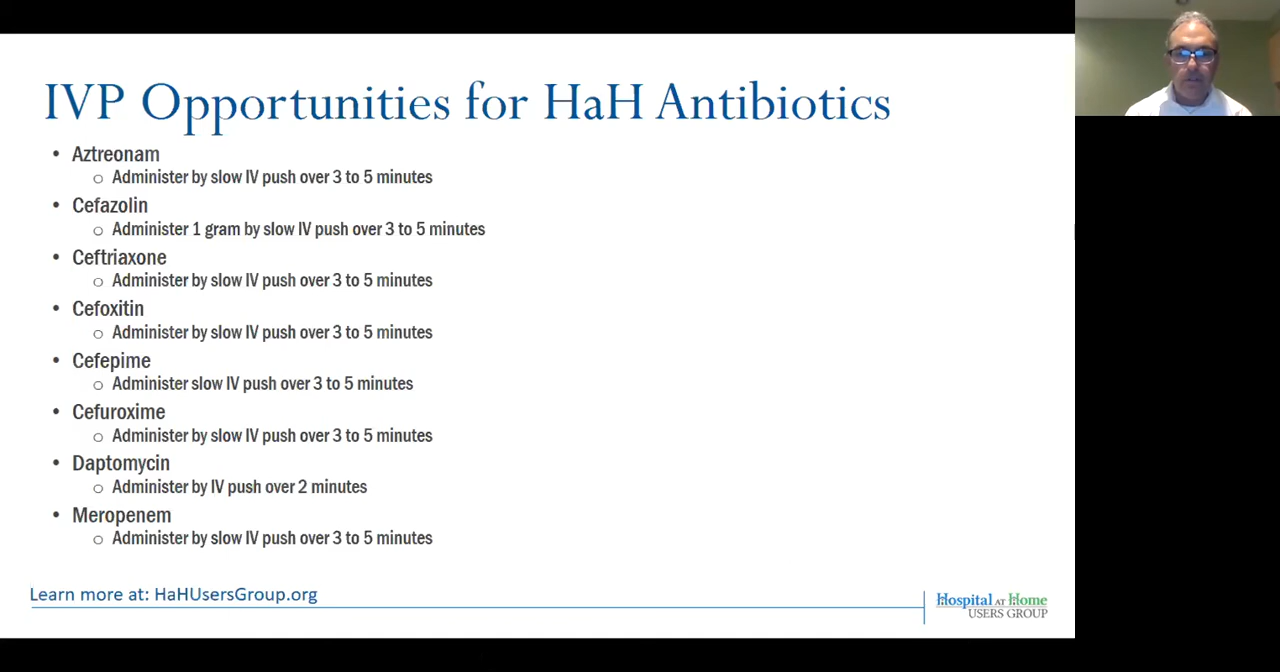 IVP Opportunities for HaH Antibiotics
• Aztreonam
○ Administer by slow IV push over 3 to 5 minutes
• Cefazolin
○ Administer 1 gram by slow IV push over 3 to 5 minutes
• Ceftriaxone
○ Administer by slow IV push over 3 to 5 minutes
• Cefoxitin
○ Administer by slow IV push over 3 to 5 minutes
• Cefepime
○ Administer slow IV push over 3 to 5 minutes
• Cefuroxime
○ Administer by slow IV push over 3 to 5 minutes
• Daptomycin
○ Administer by IV push over 2 minutes
• Meropenem
○ Administer by slow IV push over 3 to 5 minutes
Learn more at: HaHUsersGroup.org
Hospital AT Home
USERS GROUP